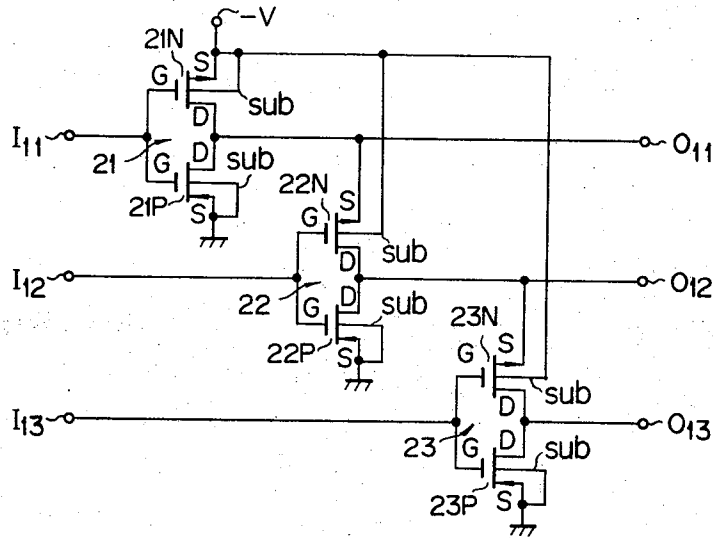 -V
21N
S
G
sub
D
I11
O11
21
D
G
sub
21P
S
22N
S
G
sub
D
I12
O12
22
D
G
sub
22P
S
23N
S
G
sub
D
I13
O13
23
D
G
sub
23P
S